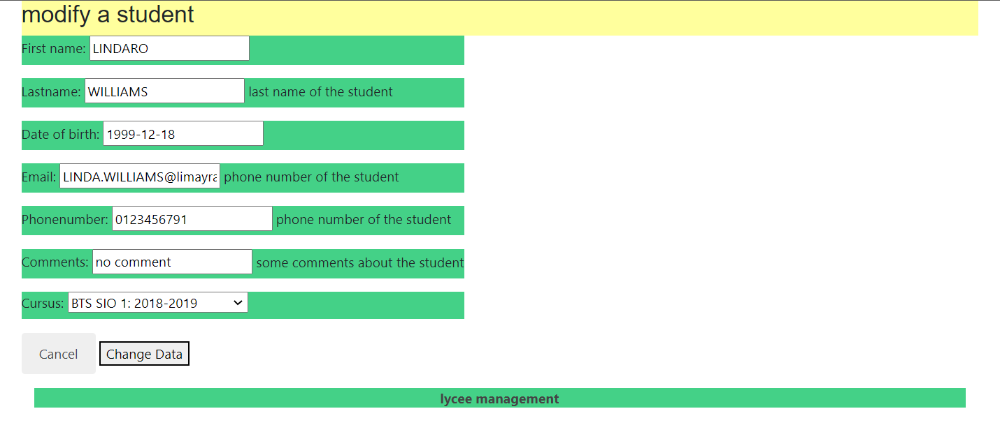 modify a student
First name: LINDARO
Lastname: WILLIAMS last name of the student
Date of birth: 1999-12-18
Email: LINDA.WILLIAMS@limayra phone number of the student
Phonenumber: 0123456791 phone number of the student
Comments: no comment some comments about the student
Cursus: BTS SIO 1: 2018-2019
Cancel Change Data
lycee management